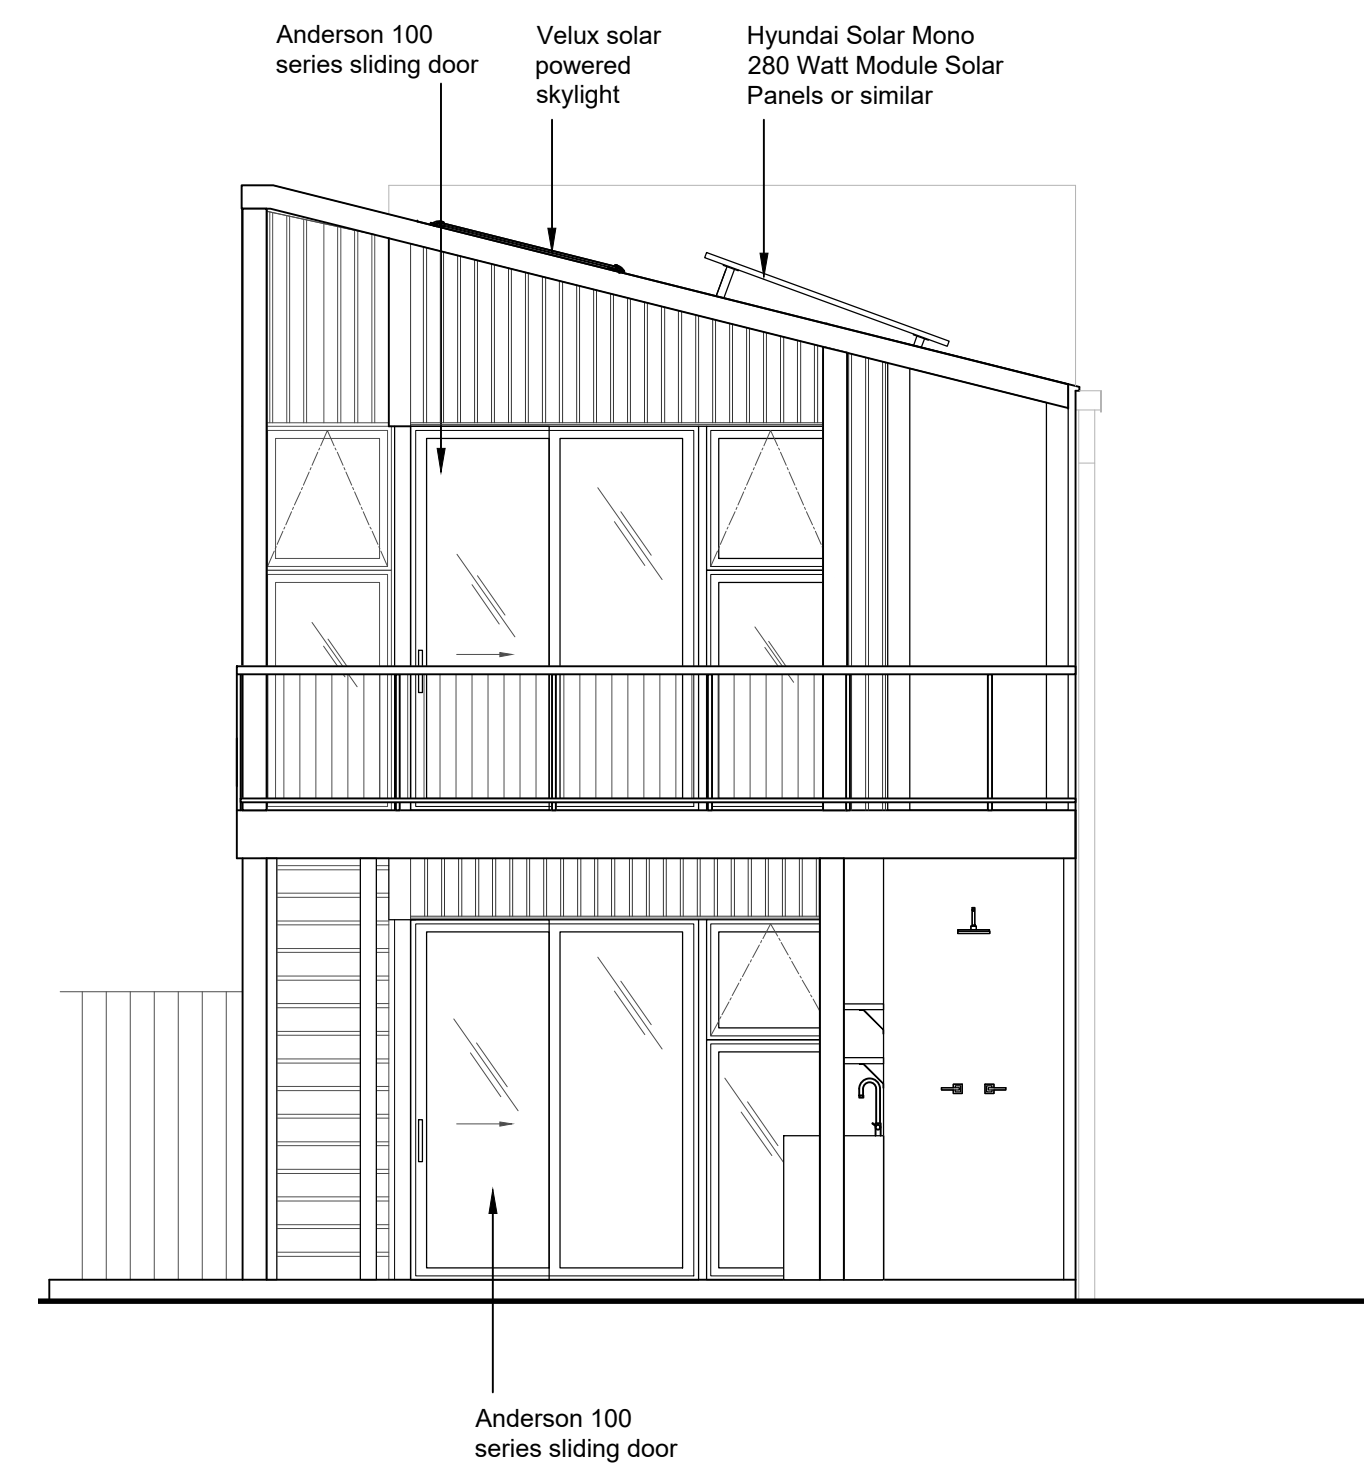 Anderson 100
series sliding door
Velux solar
powered
skylight
Hyundai Solar Mono
280 Watt Module Solar
Panels or similar
Anderson 100
series sliding door